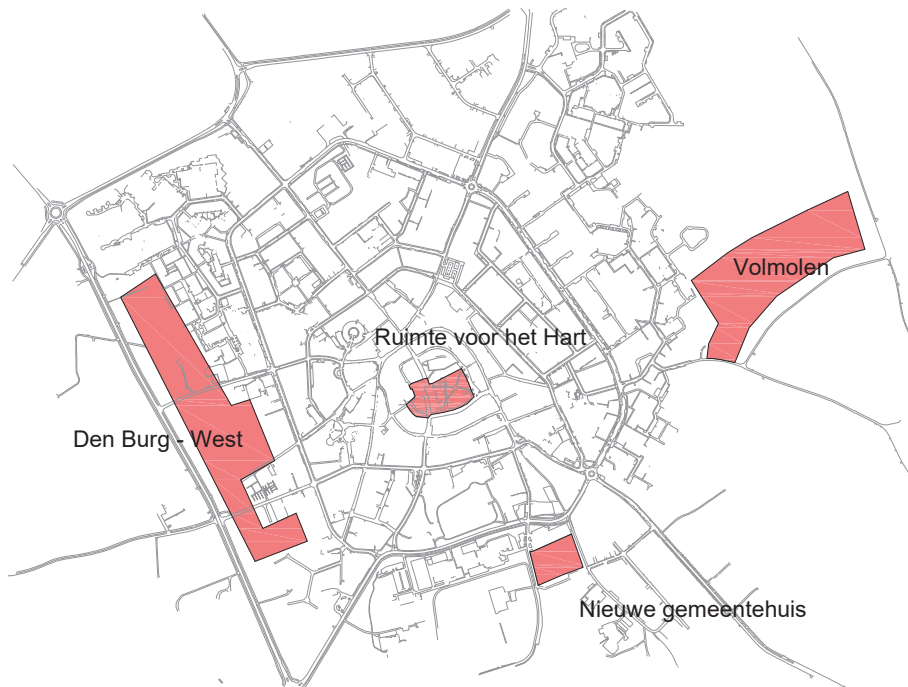 Volmolen
Ruimte voor het Hart
Den Burg - West
Nieuwe gemeentehuis